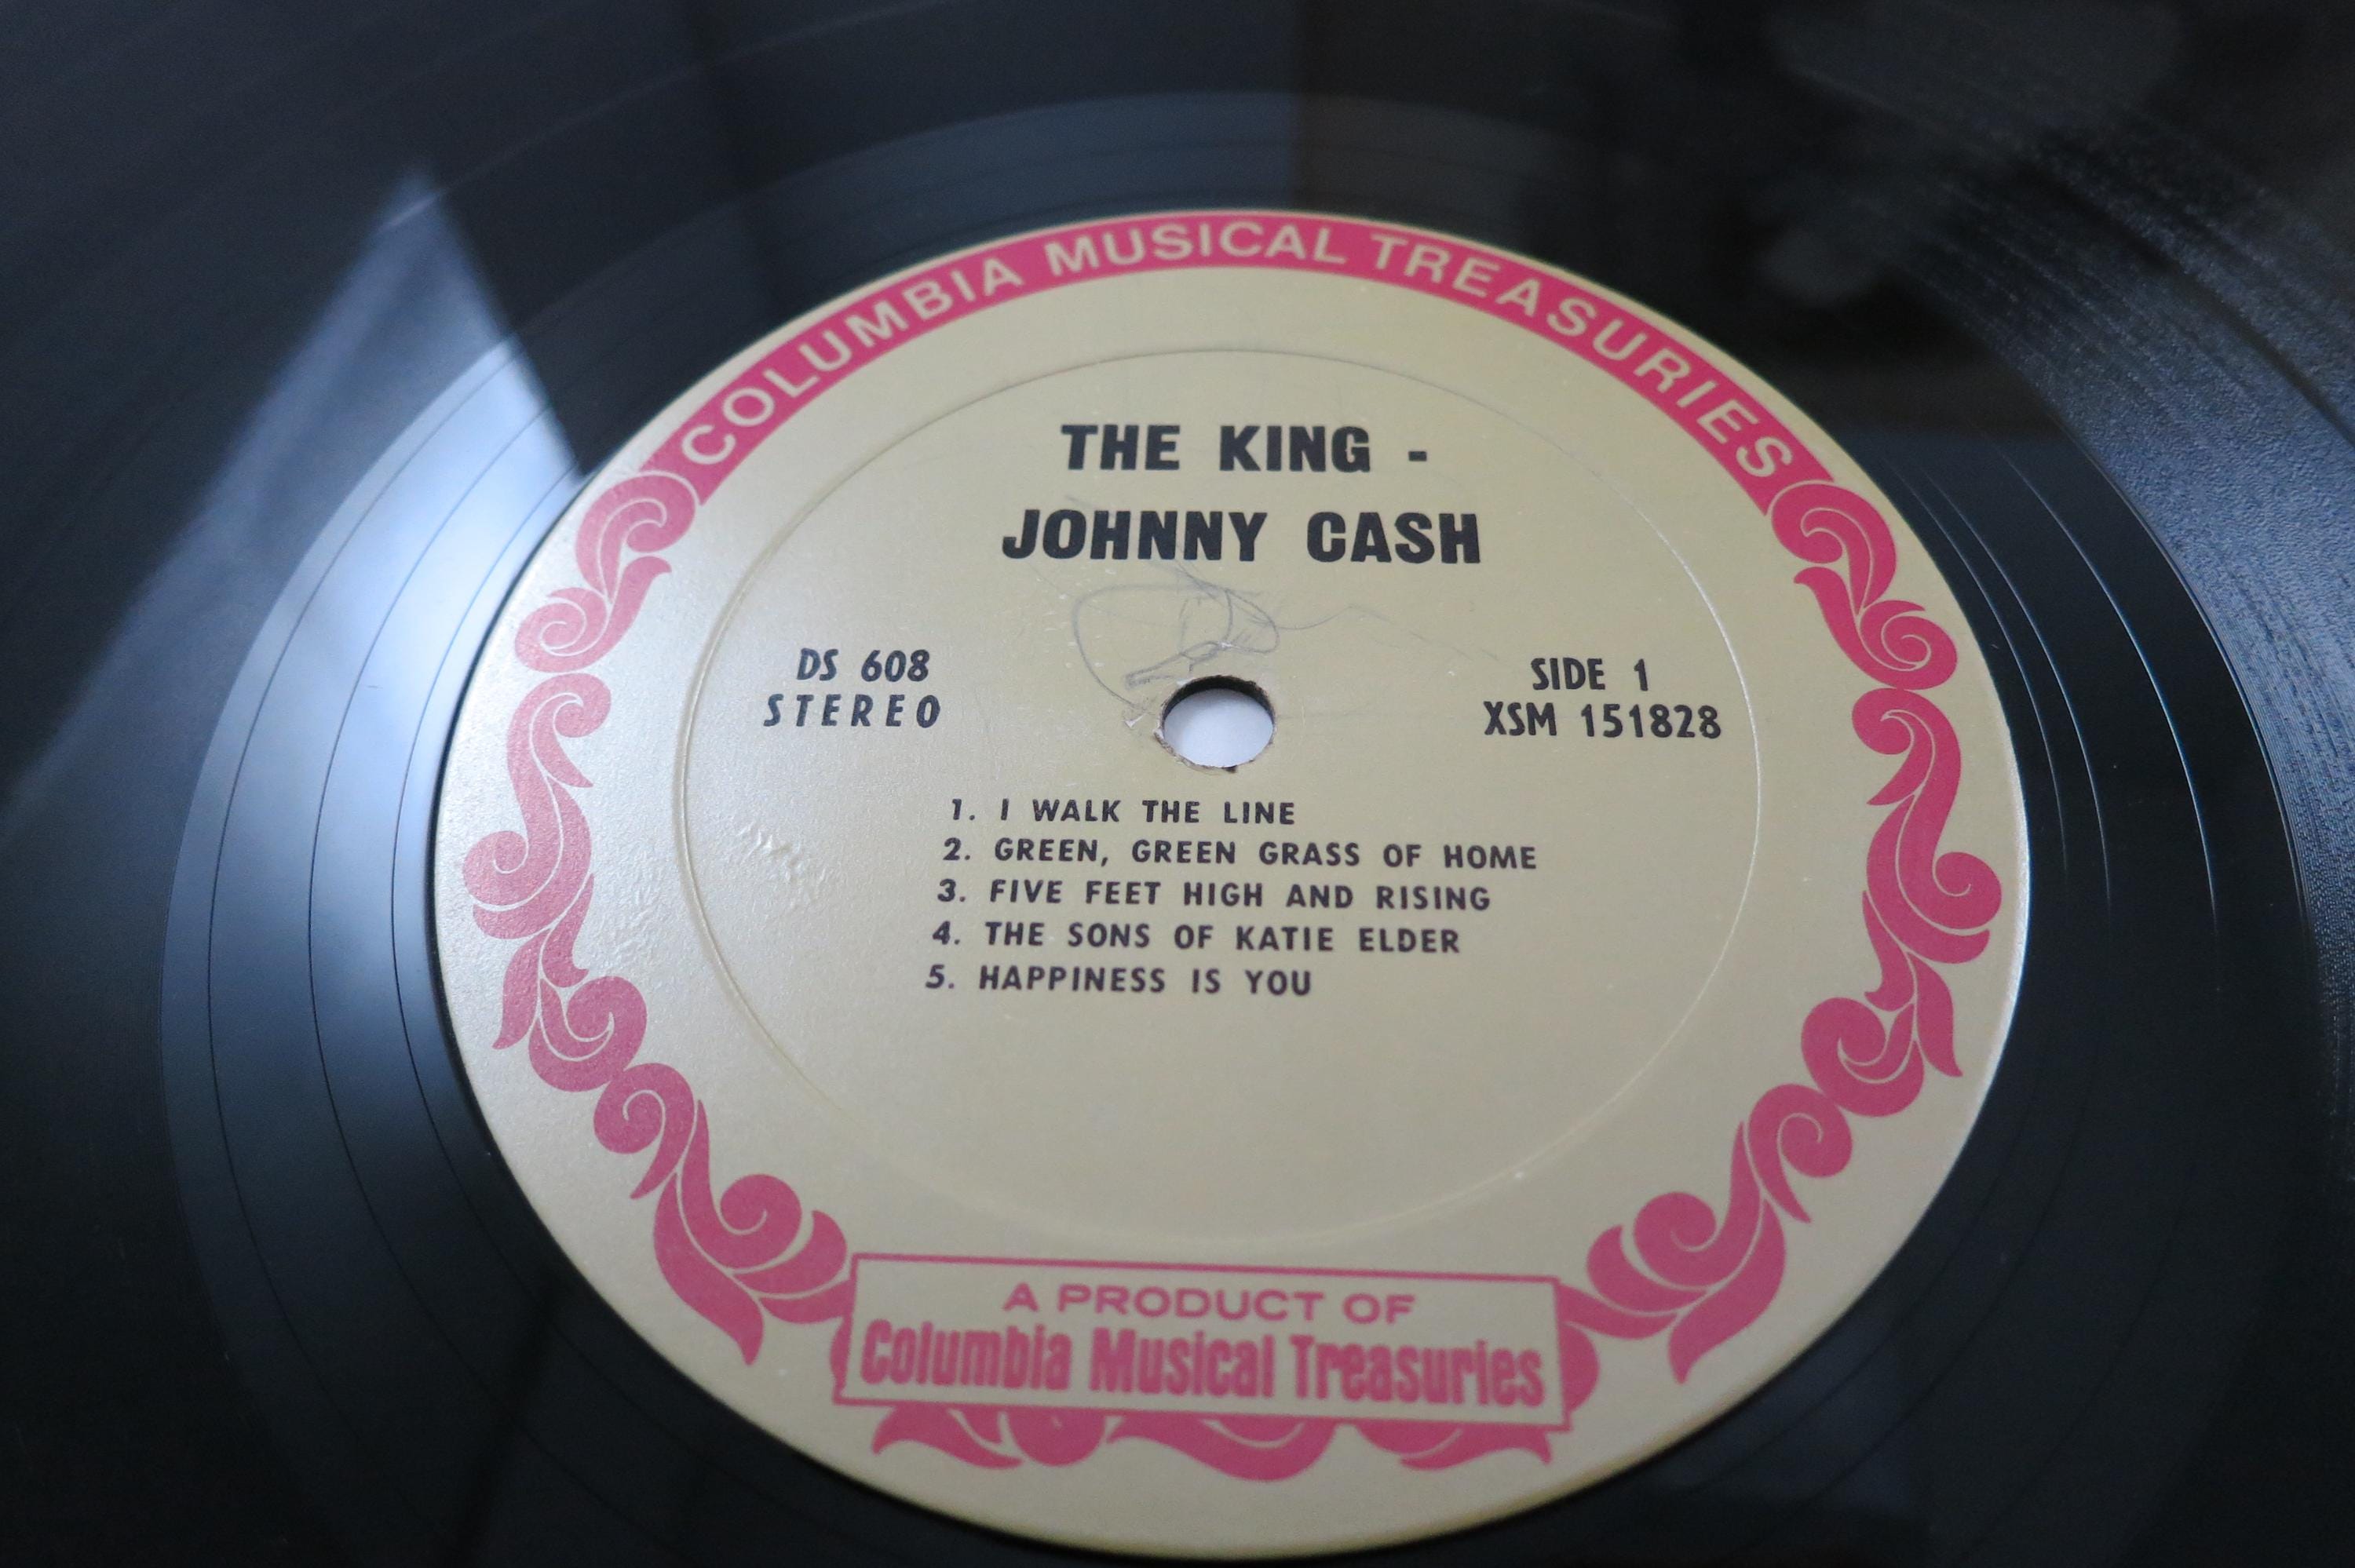 COLUMBIA MUSICAL TREASURIES
THE KING -
JOHNNY CASH
DS 608
STEREO
SIDE 1
XSM 151828
1. I WALK THE LINE
2. GREEN, GREEN GRASS OF HOME
3. FIVE FEET HIGH AND RISING
4. THE SONS OF KATIE ELDER
5. HAPPINESS IS YOU
A PRODUCT OF
Columbia Musical Treasuries